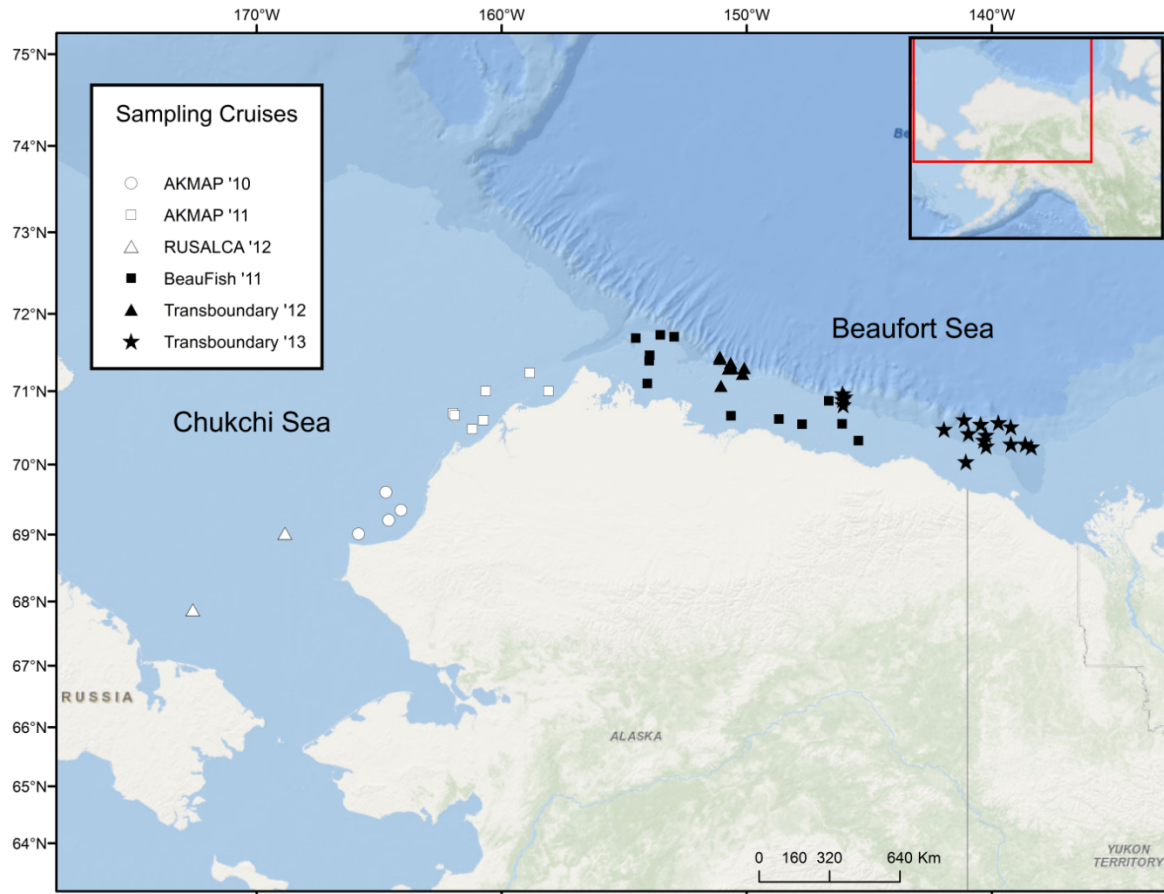 170°W 160°W 150°W 140°W
75°N
74°N
73°N
72°N
71°N
70°N
69°N
68°N
67°N
66°N
65°N
64°N
Sampling Cruises
AKMAP '10
AKMAP '11
RUSALCA '12
BeauFish '11
Transboundary '12
Transboundary '13
Be
Beaufort Sea
Chukchi Sea
RUSSIA
ALASKA
YUKON
TERRITORY
0 160 320 640 Km